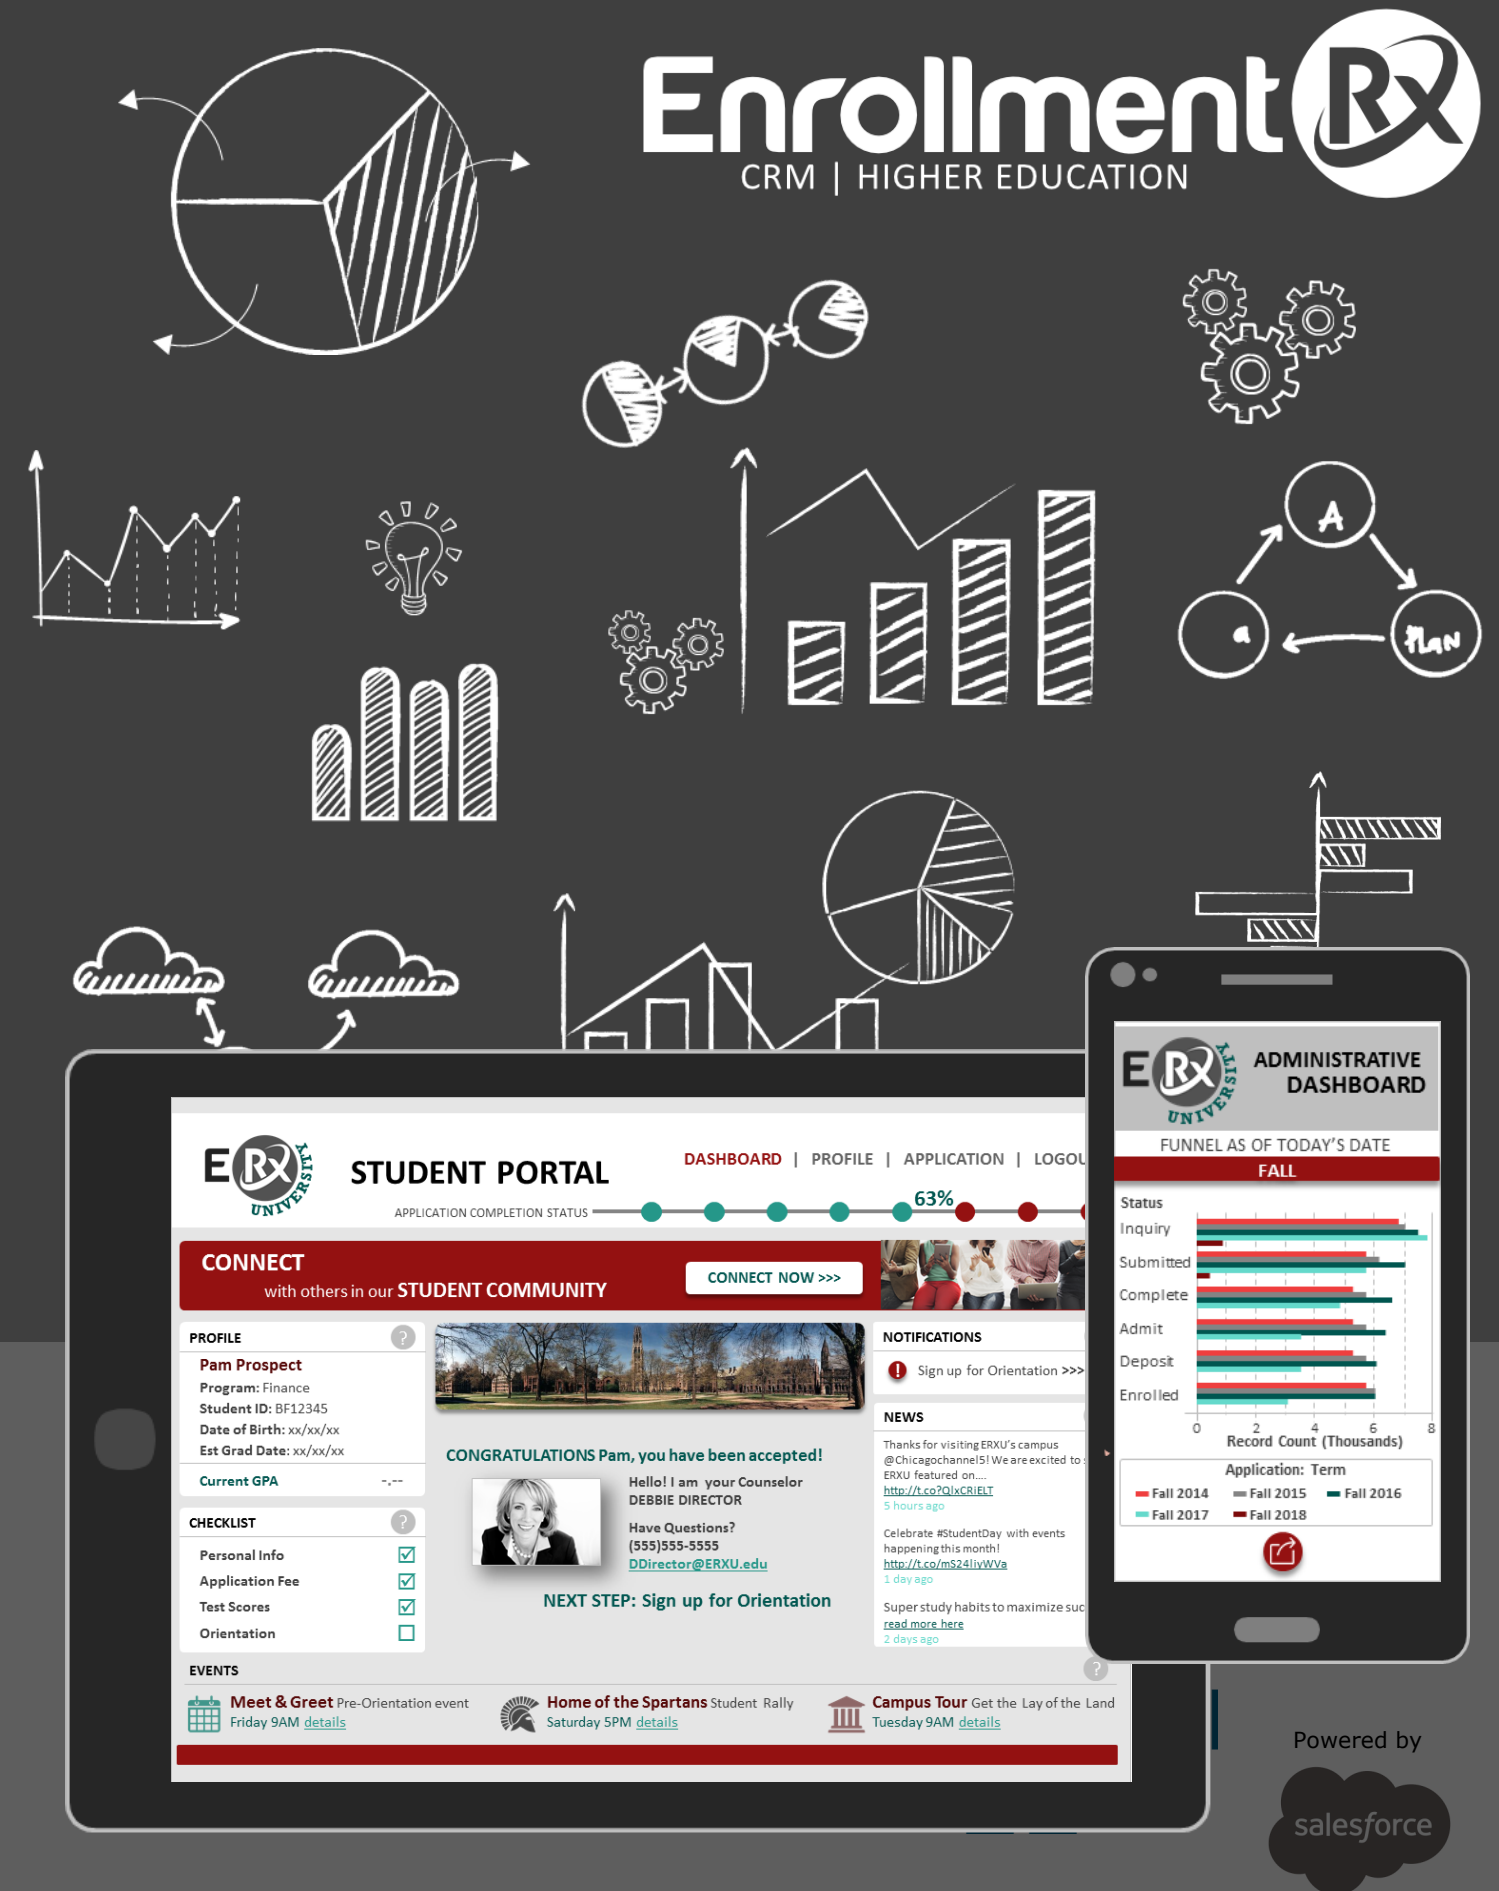 Enrollment Rx
CRM | HIGHER EDUCATION
A
a
PLAN
E Rx UNIVERSITY
STUDENT PORTAL
DASHBOARD | PROFILE | APPLICATION | LOGOU
63%
APPLICATION COMPLETION STATUS
CONNECT
with others in our STUDENT COMMUNITY
CONNECT NOW >>>
PROFILE ?
Pam Prospect
Program: Finance
Student ID: BF12345
Date of Birth: xx/xx/xx
Est Grad Date: xx/xx/xx
Current GPA -.--
CHECKLIST ?
Personal Info
Application Fee
Test Scores
Orientation
CONGRATULATIONS Pam, you have been accepted!
Hello! I am your Counselor
DEBBIE DIRECTOR
Have Questions?
(555)555-5555
DDirector@ERXU.edu
NEXT STEP: Sign up for Orientation
NOTIFICATIONS
! Sign up for Orientation >>>
NEWS
Thanks for visiting ERXU's campus
@Chicagochannel5! We are excited to s
ERXU featured on....
http://t.co?QlxCRiELT
5 hours ago
Celebrate #StudentDay with events
happening this month!
http://t.co/mS24liyWVa
1 day ago
Super study habits to maximize suc
read more here
2 days ago
EVENTS ?
Meet & Greet Pre-Orientation event
Friday 9AM details
Home of the Spartans Student Rally
Saturday 5PM details
Campus Tour Get the Lay of the Land
Tuesday 9AM details
E Rx UNIVERSITY
ADMINISTRATIVE
DASHBOARD
FUNNEL AS OF TODAY'S DATE
FALL
Status
Inquiry
Submitted
Complete
Admit
Deposit
Enrolled
0 2 4 6 8
Record Count (Thousands)
Application: Term
Fall 2014 Fall 2015 Fall 2016
Fall 2017 Fall 2018
Powered by
salesforce